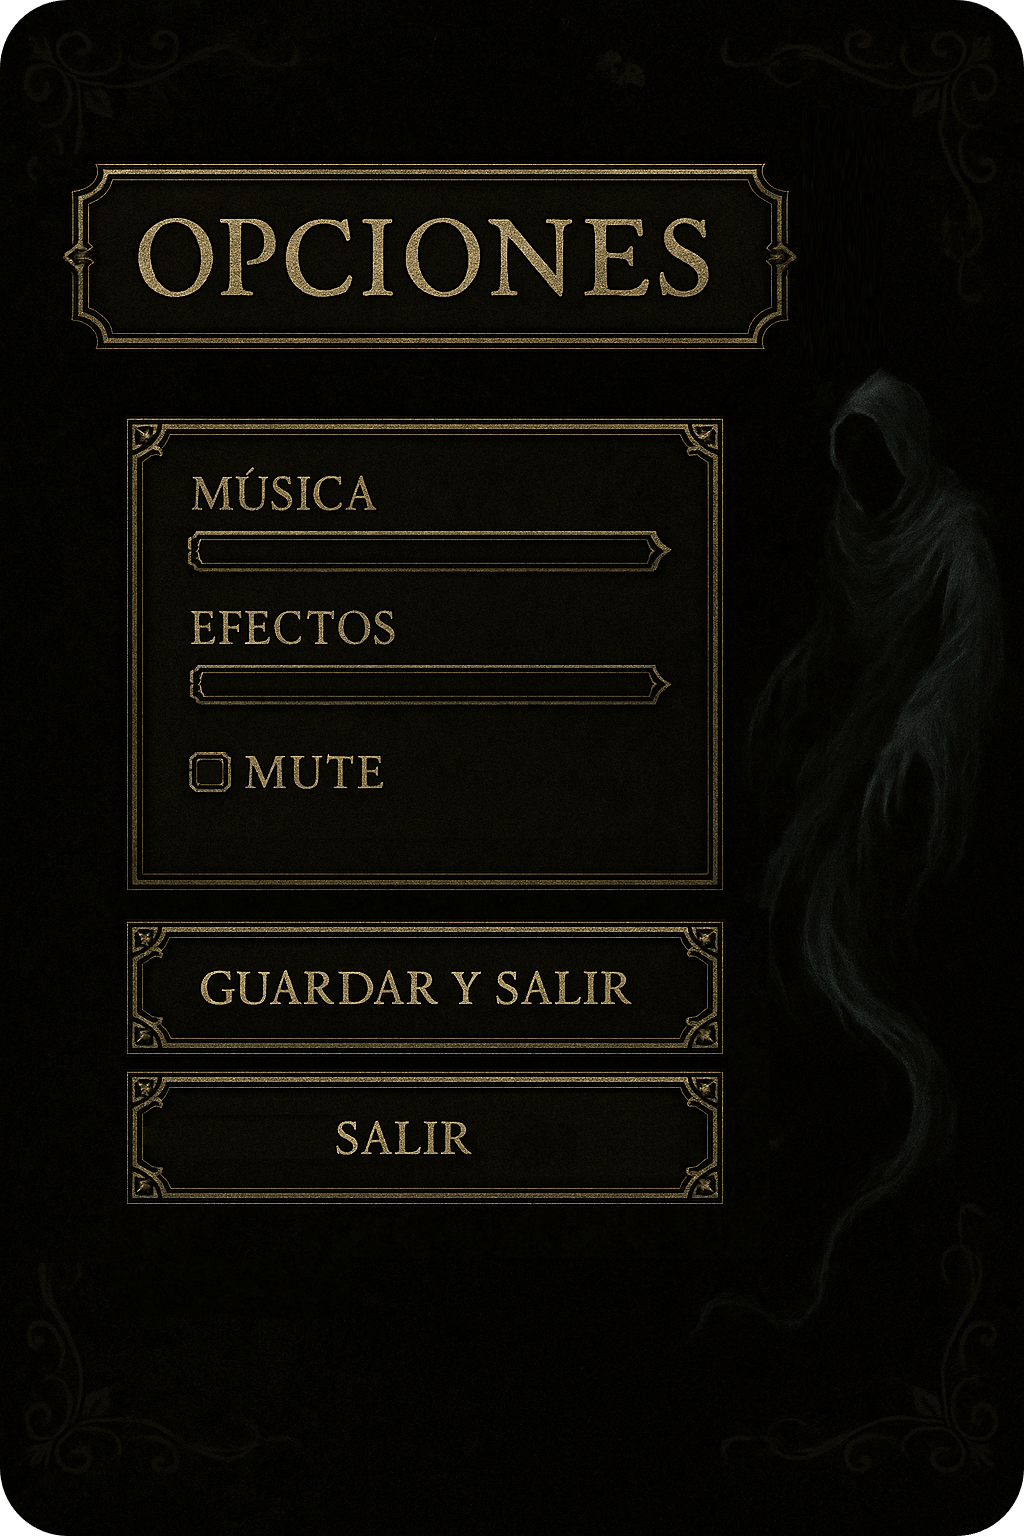 OPCIONES
MÚSICA
EFECTOS
MUTE
GUARDAR Y SALIR
SALIR